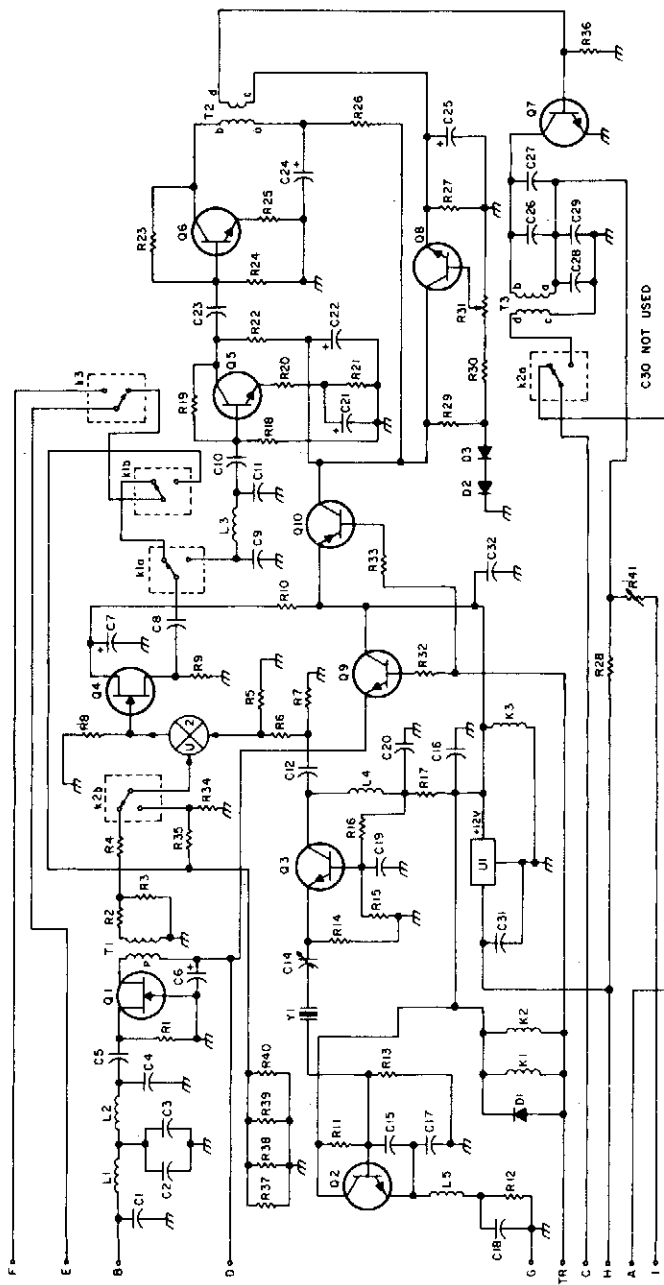 F
E
B
D
G
TR
C
H
A
I
C1
L1
C2
C3
L2
C4
C5
R1
Q1
C6
P
T1
R2
R3
R4
k2b
R35
R34
R8
U
2
Q4
C7
R9
C8
R10
k1a
k1b
k3
L3
C9
C11
C10
R18
R19
Q5
R20
C21
R21
R22
C22
C23
R24
R23
Q6
R25
C24
T2
a
b
c
d
R26
R37
R38
R39
R40
R5
R6
R7
C12
Q3
L4
C20
R16
R17
C19
R15
R14
C14
Y1
R13
R11
C15
C17
Q2
L5
R12
C18
C16
Q9
R32
Q10
R33
C32
R29
R30
R31
D2
D3
Q8
R27
C25
D1
K1
K2
K3
U1
+12V
C31
R28
R41
k2a
T3
a
b
c
d
C26
C27
C28
C29
Q7
R36
C30 NOT USED